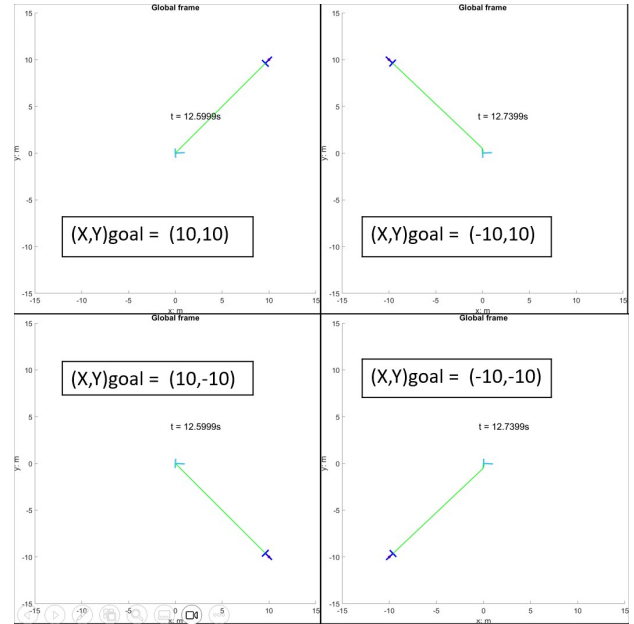 Global frame
15
10
5
t = 12.5999s
0
y: m
-5
(X,Y)goal = (10,10)
-10
-15
-15 -10 -5 0 5 10 15
x: m
Global frame
15
10
5
t = 12.7399s
0
y: m
-5
(X,Y)goal = (-10,10)
-10
-15
-15 -10 -5 0 5 10 15
x: m
Global frame
15
10
(X,Y)goal = (10,-10)
5
t = 12.5999s
0
y: m
-5
-10
-15
-15 -10 -5 0 5 10 15
x: m
Global frame
15
10
(X,Y)goal = (-10,-10)
5
t = 12.7399s
0
y: m
-5
-10
-15
-15 -10 -5 0 5 10 15
x: m